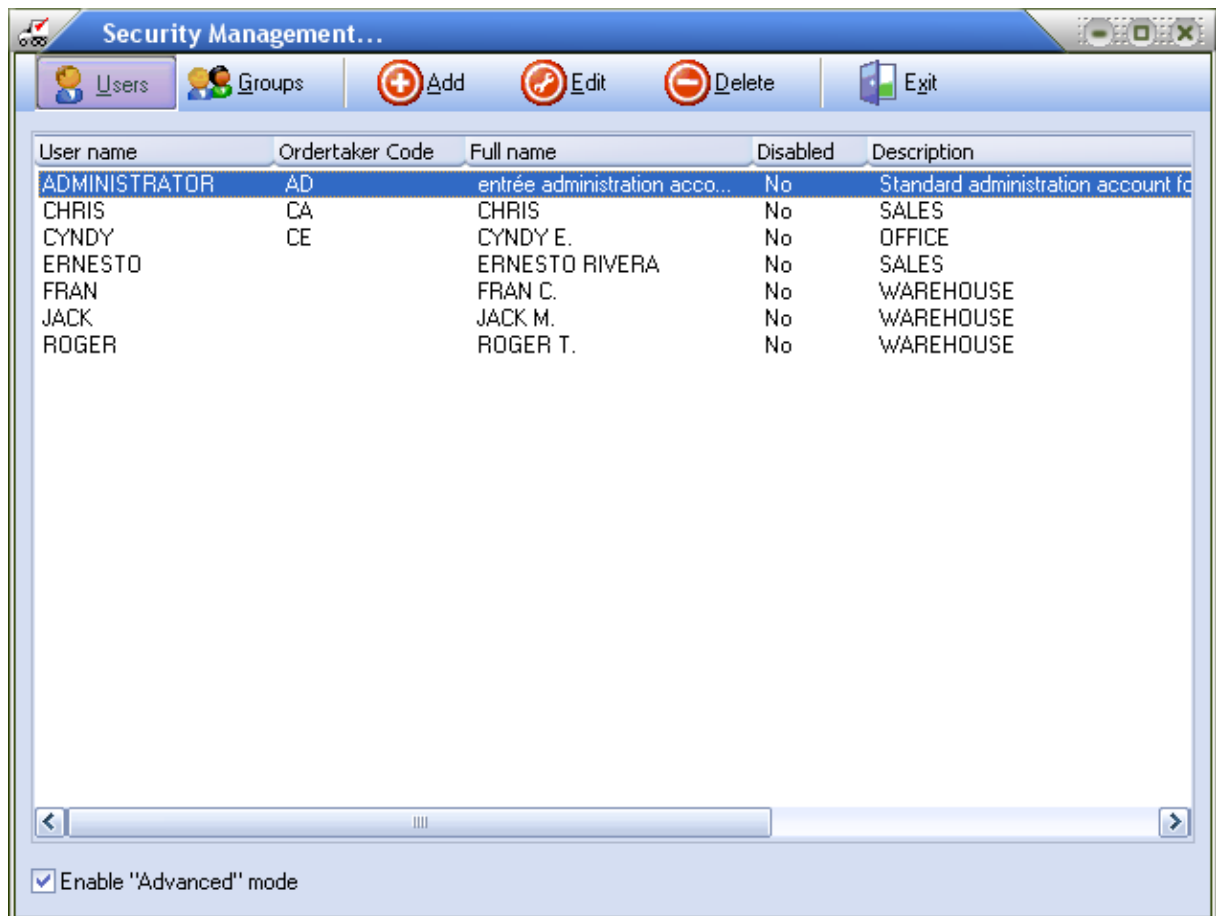 Security Management...
Users Groups Add Edit Delete Exit
User name Ordertaker Code Full name Disabled Description
ADMINISTRATOR AD entrée administration acco... No Standard administration account fo
CHRIS CA CHRIS No SALES
CYNDY CE CYNDY E. No OFFICE
ERNESTO ERNESTO RIVERA No SALES
FRAN FRAN C. No WAREHOUSE
JACK JACK M. No WAREHOUSE
ROGER ROGER T. No WAREHOUSE
Enable "Advanced" mode